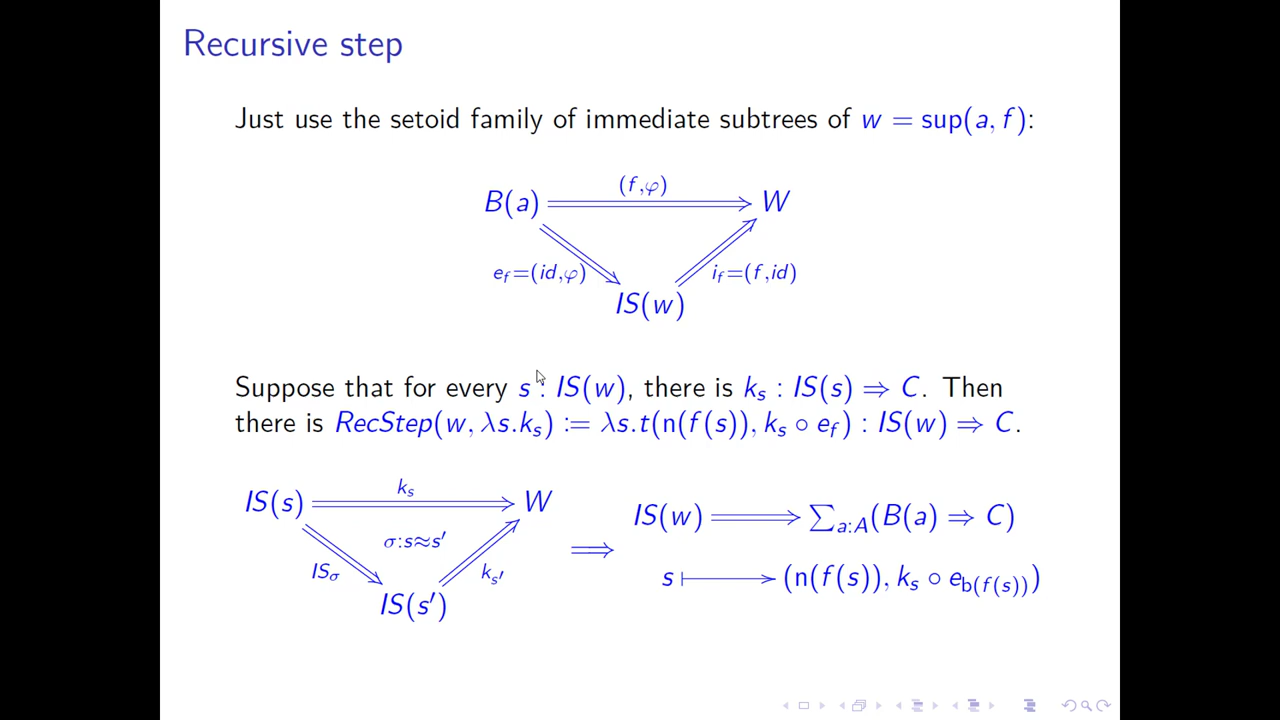 Recursive step
Just use the setoid family of immediate subtrees of w = sup(a, f):
(f,φ)
B(a) ⟹ W
e_f=(id,φ) i_f=(f,id)
IS(w)
Suppose that for every s : IS(w), there is k_s : IS(s) ⇒ C. Then
there is RecStep(w, λs.k_s) := λs.t(n(f(s)), k_s ∘ e_f) : IS(w) ⇒ C.
k_s
IS(s) ⟹ W
σ:s≈s′
IS_σ k_s′
IS(s′)
⟹
IS(w) ⟹ ∑_{a:A}(B(a) ⇒ C)
s ⟼ (n(f(s)), k_s ∘ e_{b(f(s))})